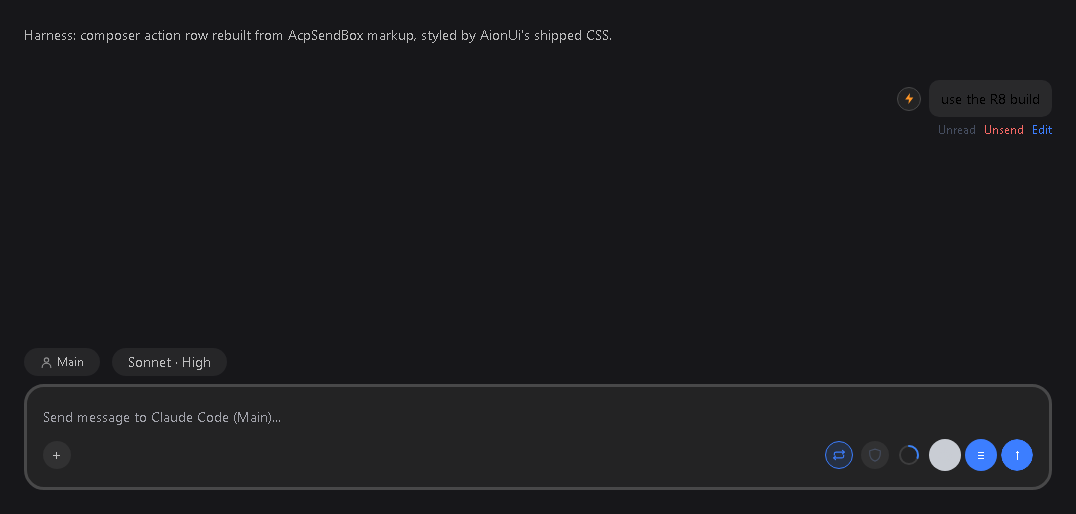 Harness: composer action row rebuilt from AcpSendBox markup, styled by AionUi's shipped CSS.
use the R8 build
Unread Unsend Edit
Main Sonnet · High
Send message to Claude Code (Main)...